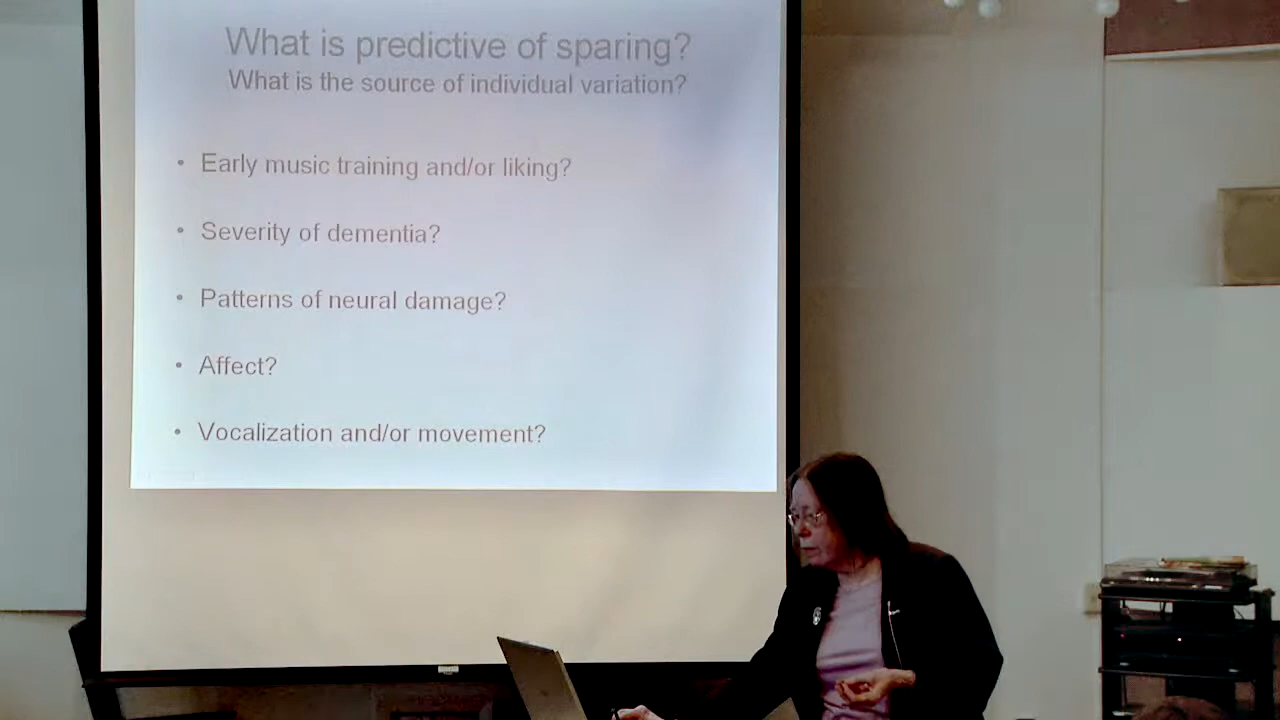 What is predictive of sparing?
What is the source of individual variation?
• Early music training and/or liking?
• Severity of dementia?
• Patterns of neural damage?
• Affect?
• Vocalization and/or movement?